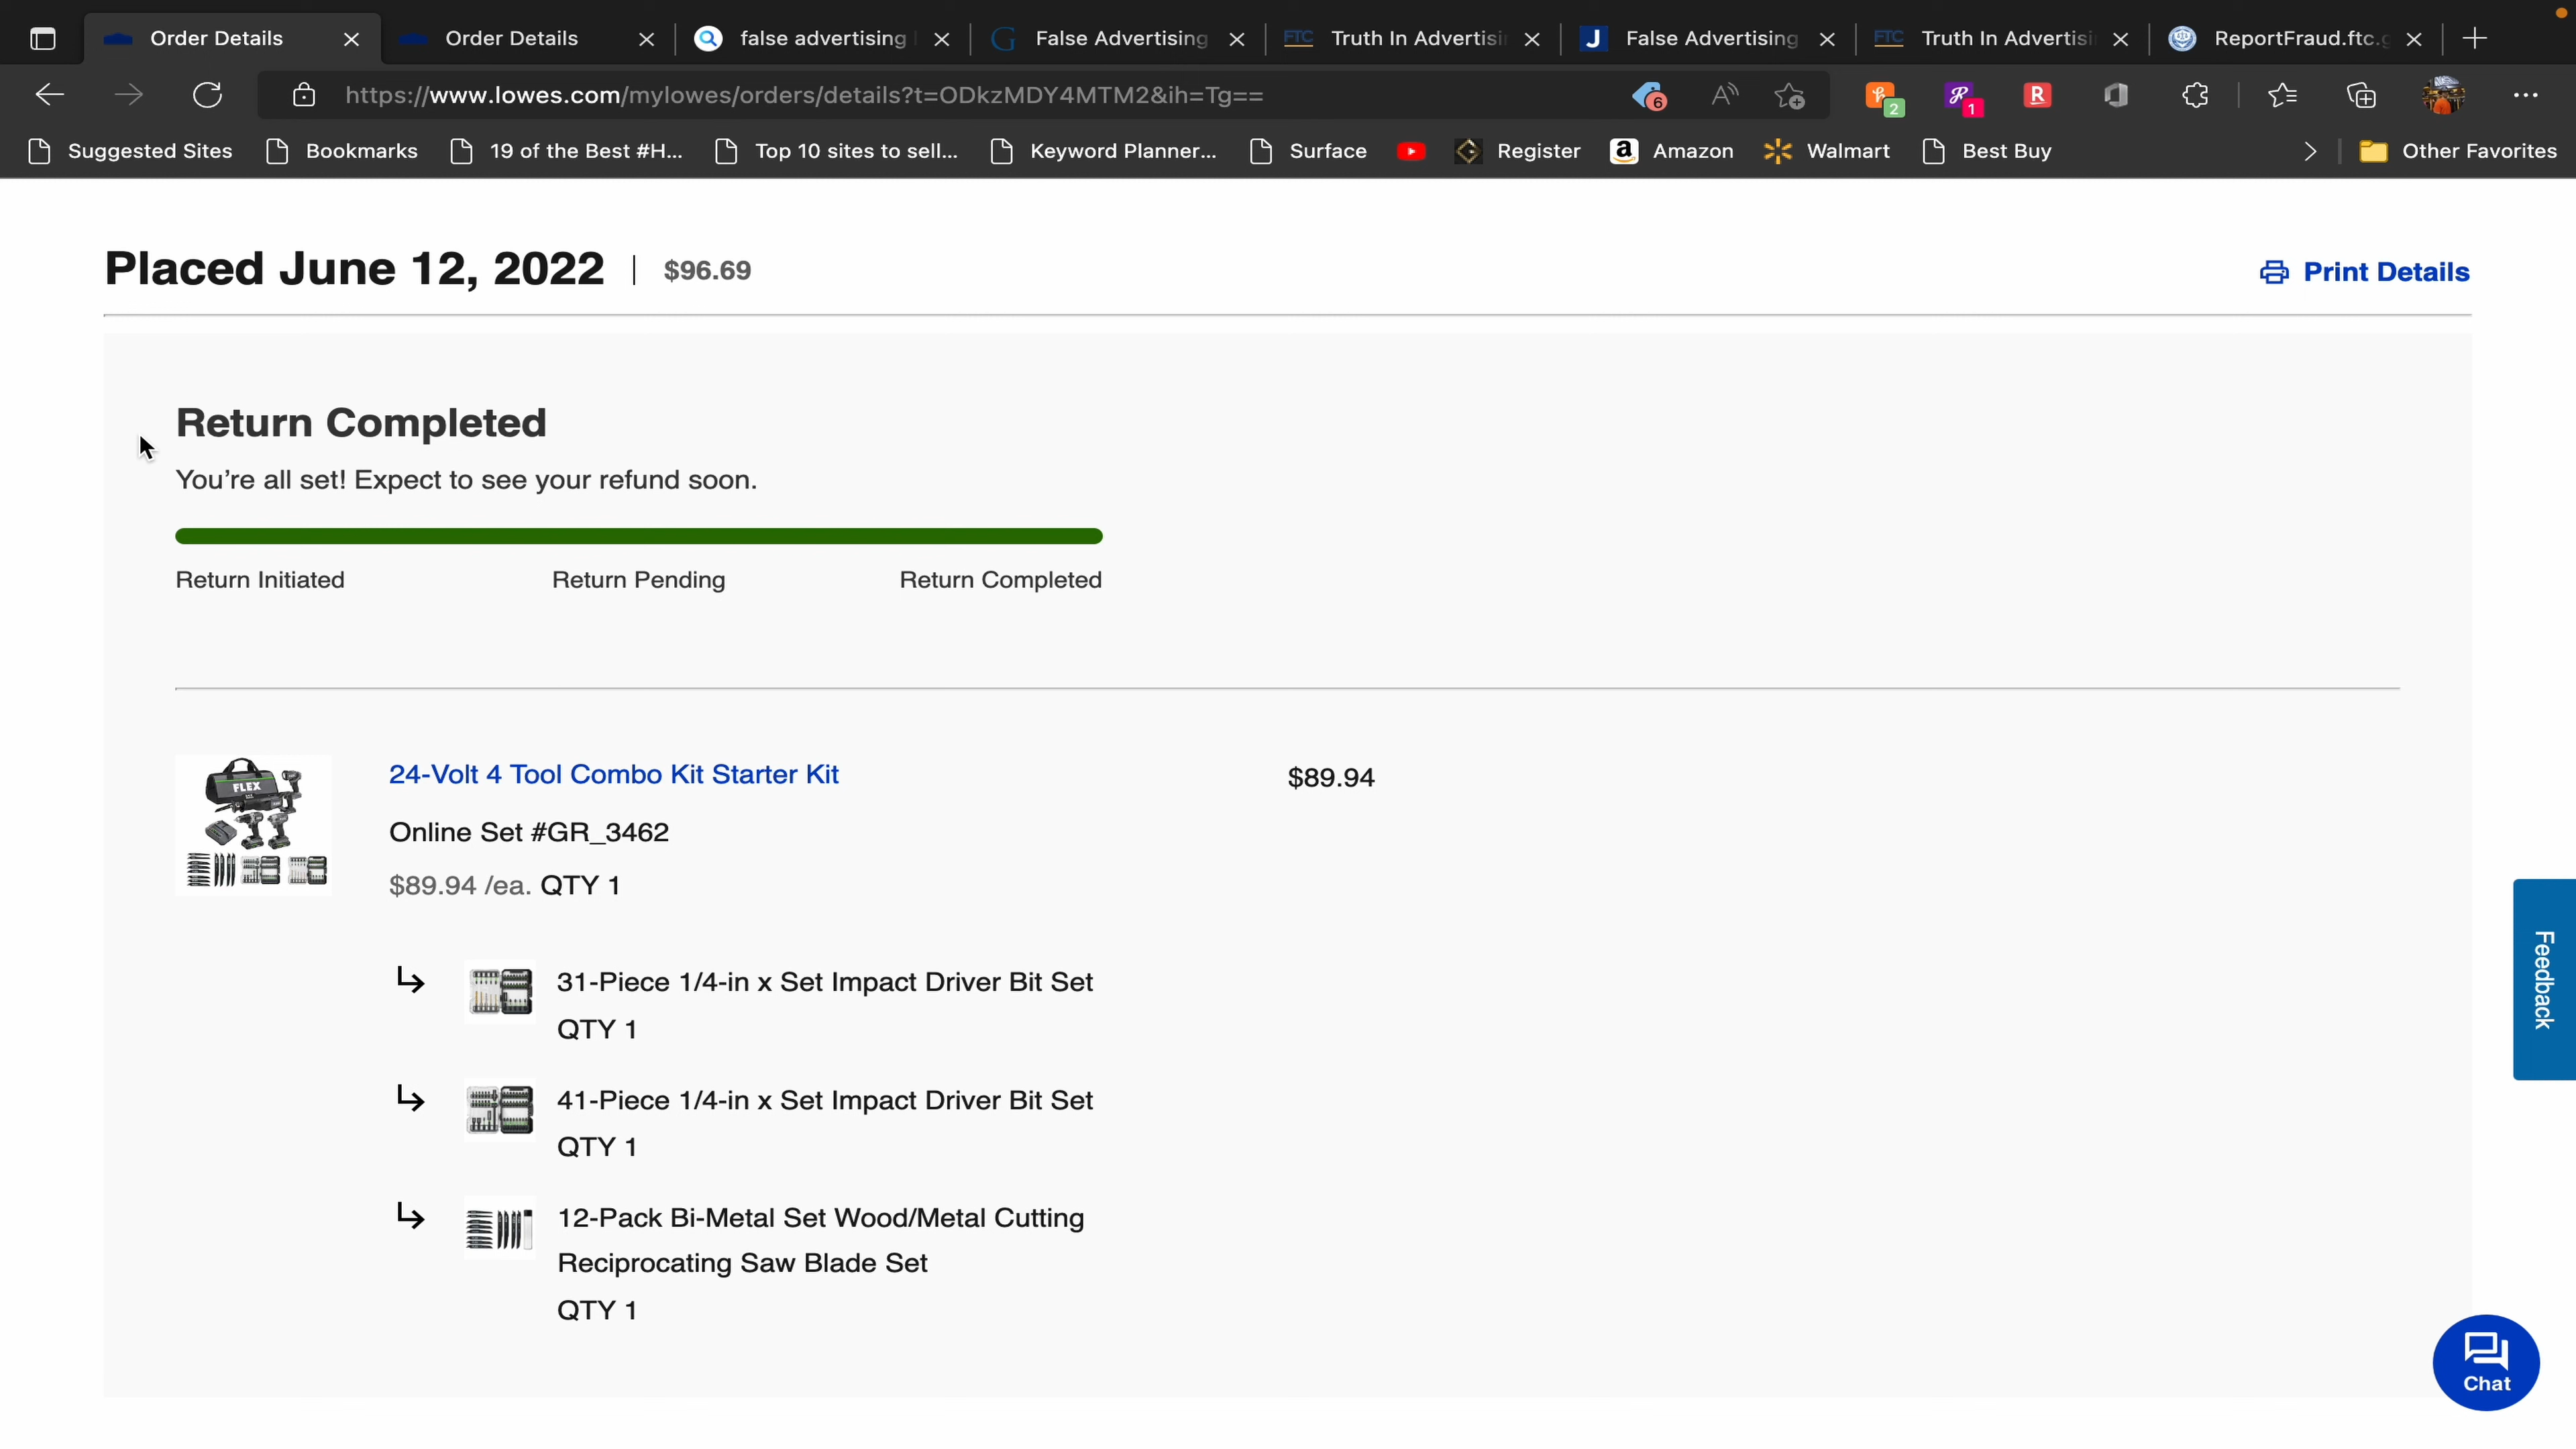 Order Details
Order Details
false advertising
False Advertising
FTC
Truth In Advertisi
J
False Advertising
FTC
Truth In Advertisi
ReportFraud.ftc.g
https://www.lowes.com/mylowes/orders/details?t=ODkzMDY4MTM2&ih=Tg==
6
2
1
R
Suggested Sites
Bookmarks
19 of the Best #H...
Top 10 sites to sell...
Keyword Planner...
Surface
Register
Amazon
Walmart
Best Buy
Other Favorites
Placed June 12, 2022 | $96.69
Print Details
Return Completed
You're all set! Expect to see your refund soon.
Return Initiated
Return Pending
Return Completed
FLEX
24-Volt 4 Tool Combo Kit Starter Kit
$89.94
Online Set #GR_3462
$89.94 /ea. QTY 1
31-Piece 1/4-in x Set Impact Driver Bit Set
QTY 1
41-Piece 1/4-in x Set Impact Driver Bit Set
QTY 1
12-Pack Bi-Metal Set Wood/Metal Cutting
Reciprocating Saw Blade Set
QTY 1
Feedback
Chat